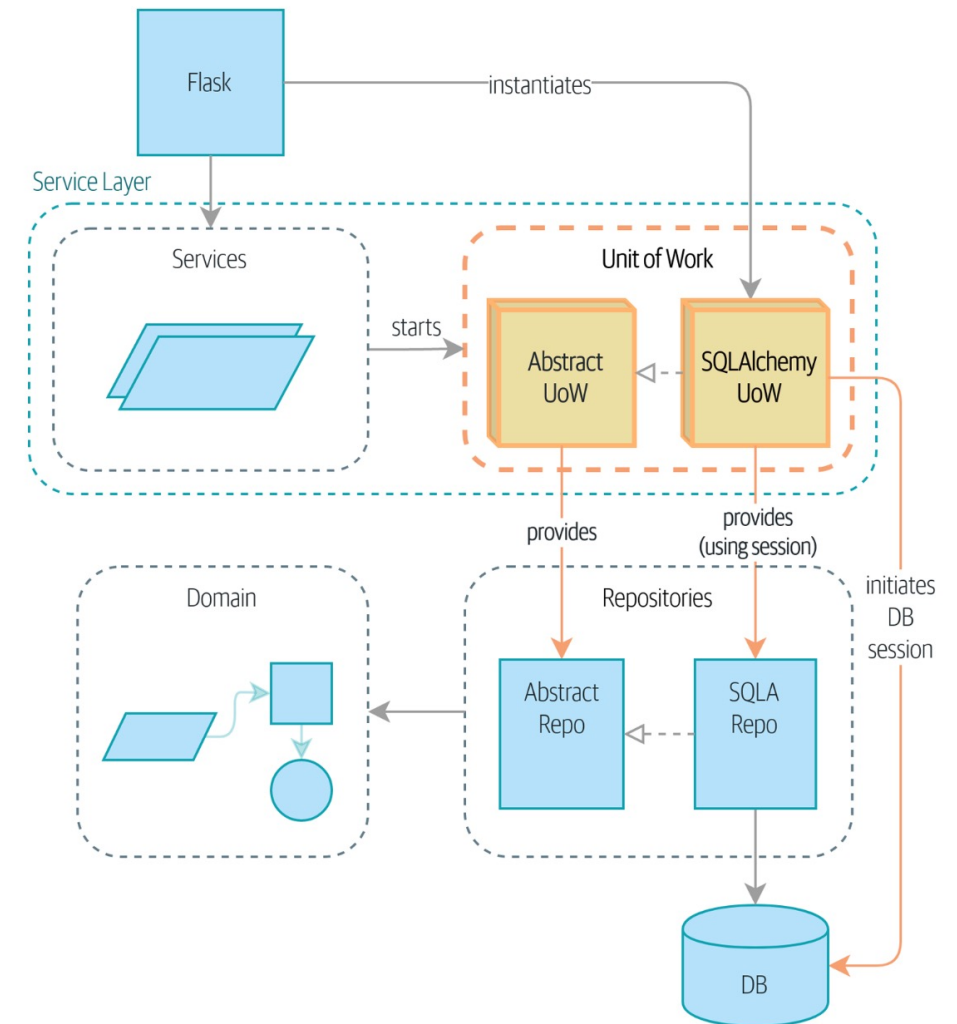 Flask
instantiates
Service Layer
Services
Unit of Work
starts
Abstract
UoW
SQLAlchemy
UoW
provides
provides
(using session)
initiates
DB
session
Domain
Repositories
Abstract
Repo
SQLA
Repo
DB